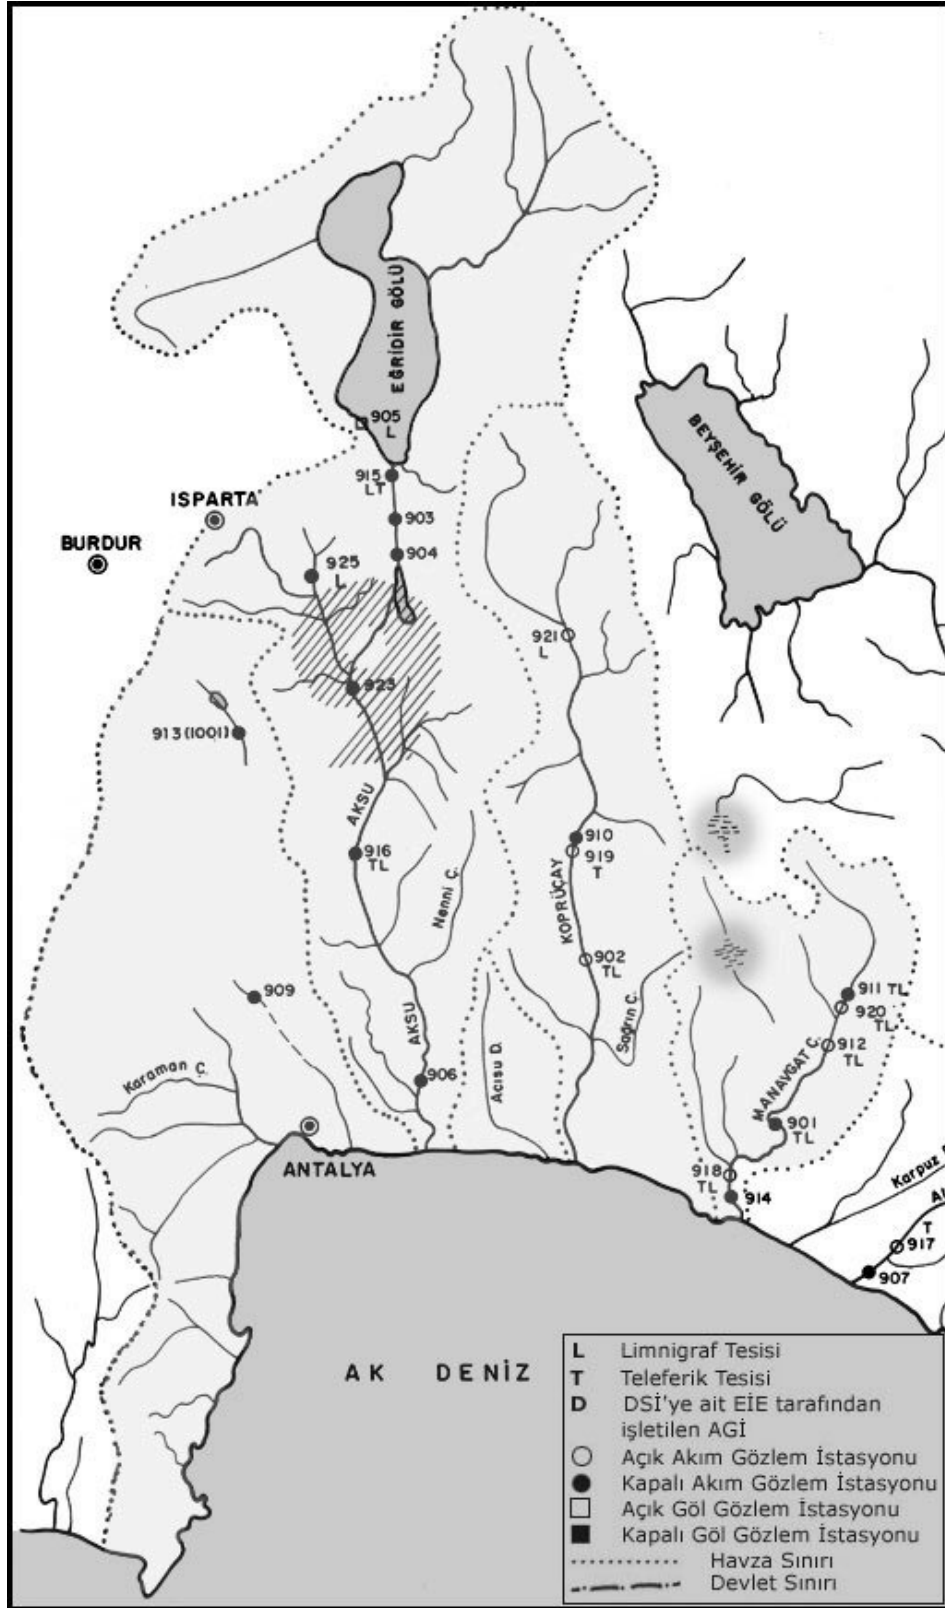 EĞRİDİR GÖLÜ
905
L
915
LT
BEYŞEHİR GÖLÜ
ISPARTA
903
BURDUR
904
925
L
921
L
923
913(1001)
AKSU
916
TL
Nenni Ç.
910
919
T
KOPRÜÇAY
902
TL
909
911 TL
920
TL
912
TL
MANAVGAT Ç.
Sağrın Ç.
AKSU
Acısu D.
Karaman Ç.
906
901
TL
ANTALYA
918
TL
914
Karpuz
T
917
907
AK DENİZ
L Limnigraf Tesisi
T Teleferik Tesisi
D DSİ'ye ait EİE tarafından
işletilen AGİ
Açık Akım Gözlem İstasyonu
Kapalı Akım Gözlem İstasyonu
Açık Göl Gözlem İstasyonu
Kapalı Göl Gözlem İstasyonu
Havza Sınırı
Devlet Sınırı